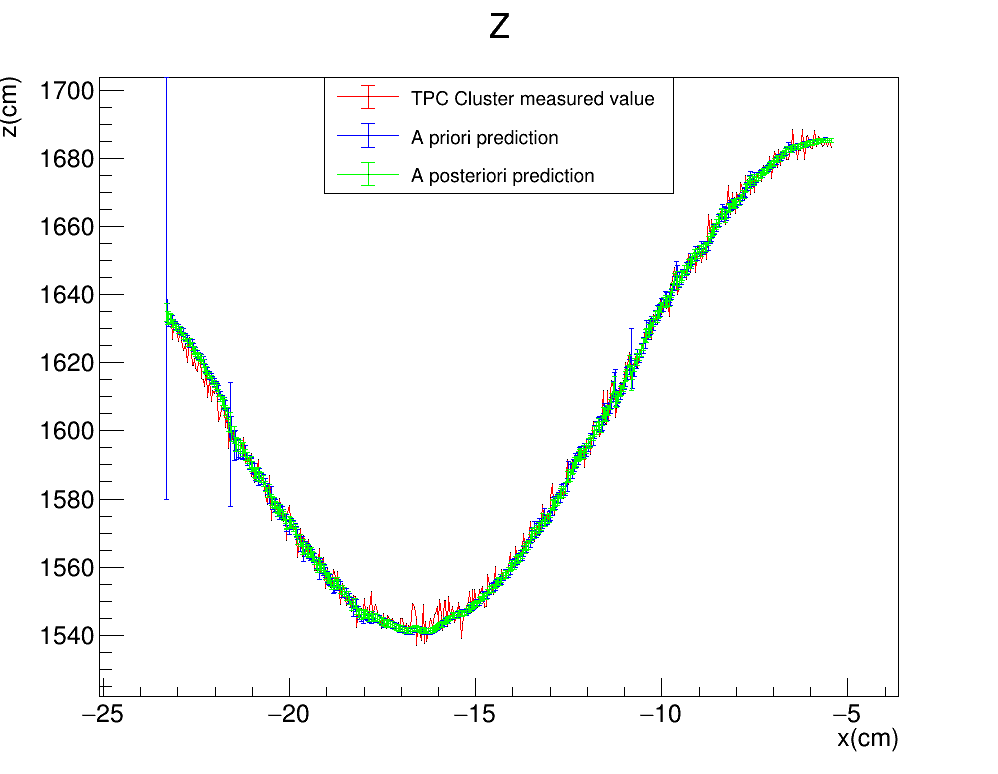 Z
z(cm)
TPC Cluster measured value
A priori prediction
A posteriori prediction
1700
1680
1660
1640
1620
1600
1580
1560
1540
−25 −20 −15 −10 −5
x(cm)